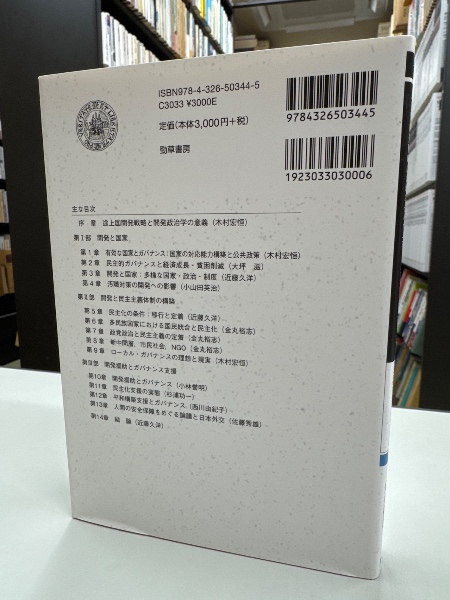 ISBN978-4-326-50344-5
C3033 ¥3000E
定価(本体3,000円+税)
勁草書房
9784326503445
1923033030006
主な目次
序 章 途上国開発戦略と開発政治学の意義(木村宏恒)
第Ⅰ部 開発と国家
第1章 有効な国家とガバナンス:国家の対応能力構築と公共政策(木村宏恒)
第2章 民主的ガバナンスと経済成長・貧困削減(大坪 滋)
第3章 開発と国家:多様な国家・政治・制度(近藤久洋)
第4章 汚職対策の開発への影響(小山田英治)
第Ⅱ部 開発と民主主義体制の構築
第5章 民主化の条件:移行と定着(近藤久洋)
第6章 多民族国家における国民統合と民主化(金丸裕志)
第7章 政党政治と民主主義の定着(金丸裕志)
第8章 新中間層,市民社会,NGO(金丸裕志)
第9章 ローカル・ガバナンスの理想と現実(木村宏恒)
第Ⅲ部 開発援助とガバナンス支援
第10章 開発援助とガバナンス(小林誉明)
第11章 民主化支援の実態(杉浦功一)
第12章 平和構築支援とガバナンス(西川由紀子)
第13章 人間の安全保障をめぐる論議と日本外交(佐藤秀雄)
第14章 結 論(近藤久洋)